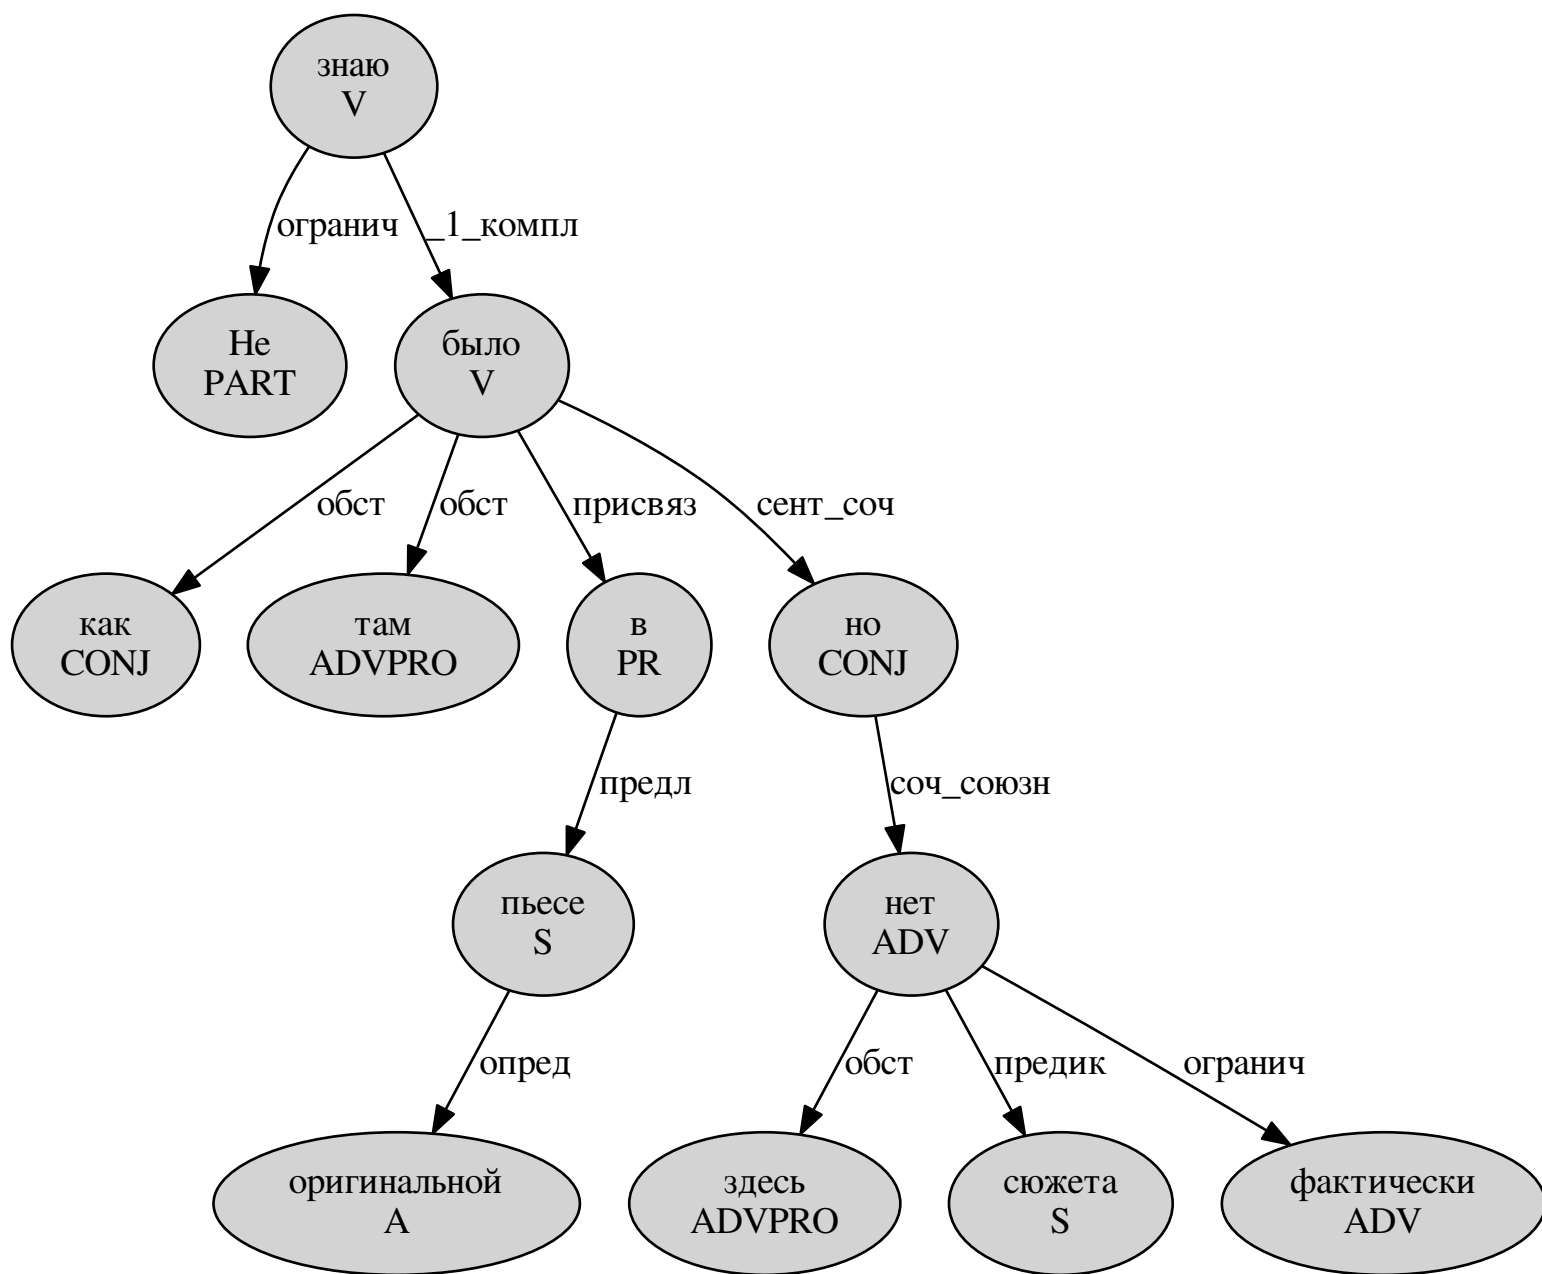 знаю
V
огранич
_1_компл
Не
PART
было
V
обст
обст
присвяз
сент_соч
как
CONJ
там
ADVPRO
в
PR
но
CONJ
предл
соч_союзн
пьесе
S
нет
ADV
опред
обст
предик
огранич
оригинальной
A
здесь
ADVPRO
сюжета
S
фактически
ADV